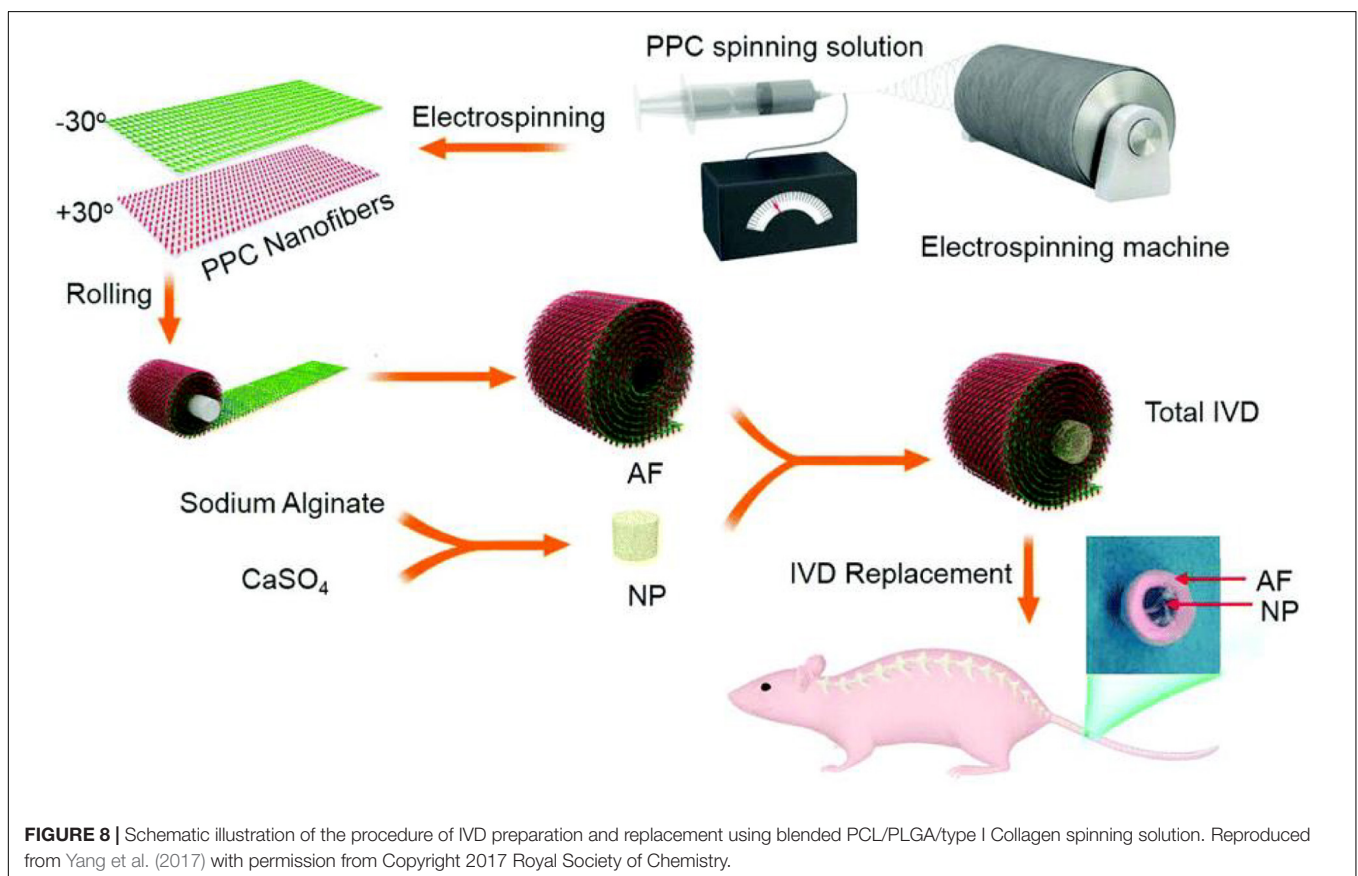 PPC spinning solution
-30º
Electrospinning
+30º
PPC Nanofibers
Electrospinning machine
Rolling
Total IVD
AF
Sodium Alginate
CaSO₄
NP
IVD Replacement
AF
NP
FIGURE 8 | Schematic illustration of the procedure of IVD preparation and replacement using blended PCL/PLGA/type I Collagen spinning solution. Reproduced
from Yang et al. (2017) with permission from Copyright 2017 Royal Society of Chemistry.